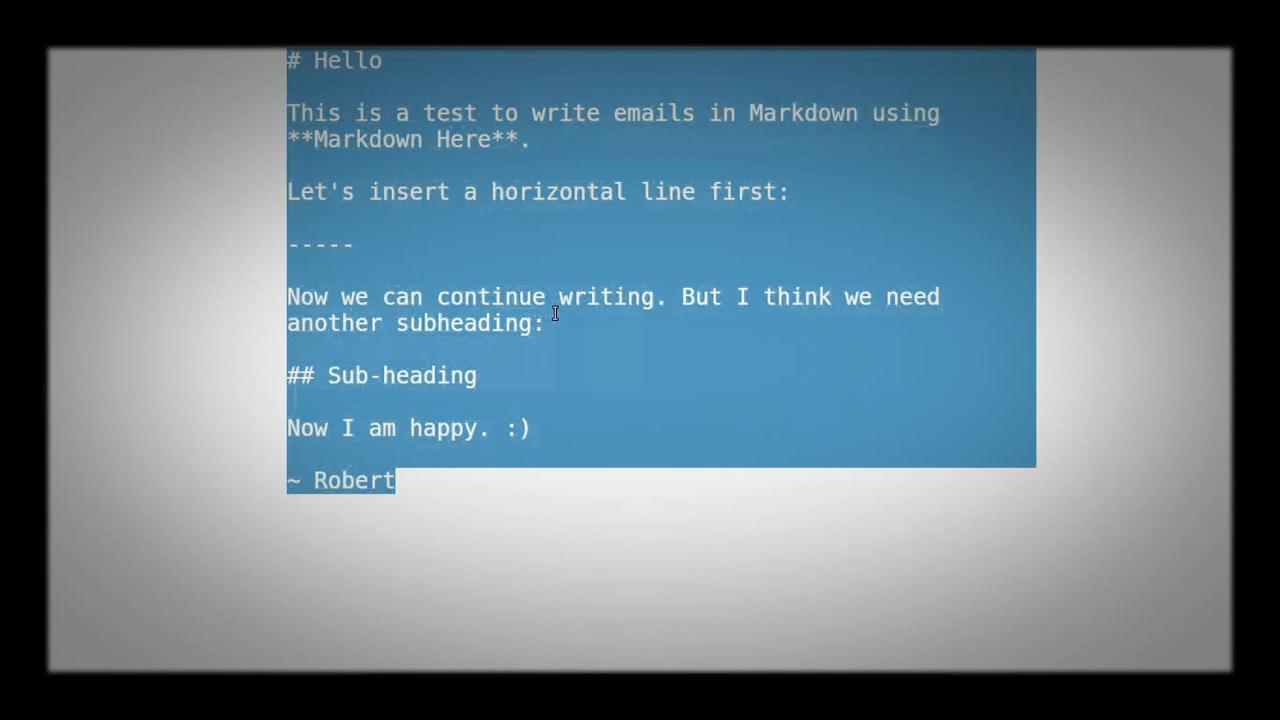 # Hello
This is a test to write emails in Markdown using
**Markdown Here**.
Let's insert a horizontal line first:
-----
Now we can continue writing. But I think we need
another subheading:
## Sub-heading
Now I am happy. :)
~ Robert